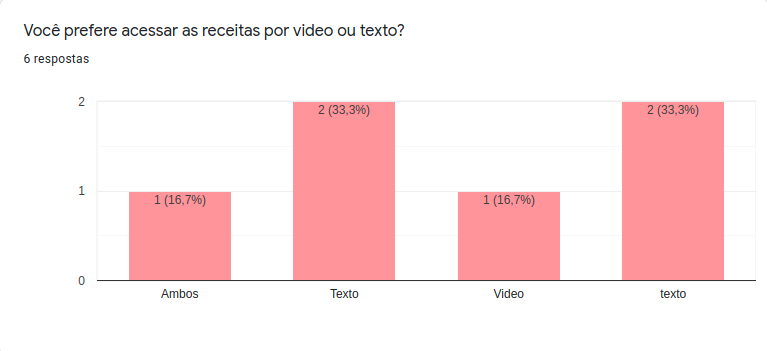 Você prefere acessar as receitas por video ou texto?
6 respostas
2
1
0
1 (16,7%)
2 (33,3%)
1 (16,7%)
2 (33,3%)
Ambos
Texto
Video
texto